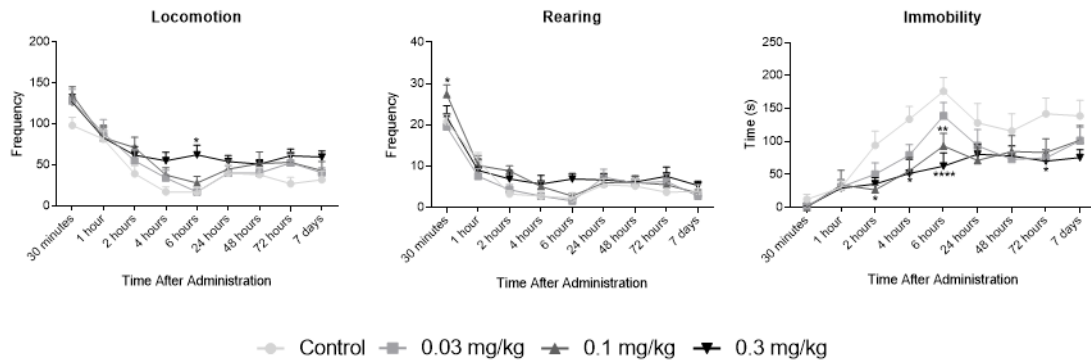 Locomotion
Frequency
200
150
100
50
0
*
30 minutes
1 hour
2 hours
4 hours
6 hours
24 hours
48 hours
72 hours
7 days
Time After Administration
Rearing
Frequency
40
30
20
10
0
*
30 minutes
1 hour
2 hours
4 hours
6 hours
24 hours
48 hours
72 hours
7 days
Time After Administration
Immobility
Time (s)
250
200
150
100
50
0
**
*
*
****
*
30 minutes
1 hour
2 hours
4 hours
6 hours
24 hours
48 hours
72 hours
7 days
Time After Administration
Control 0.03 mg/kg 0.1 mg/kg 0.3 mg/kg